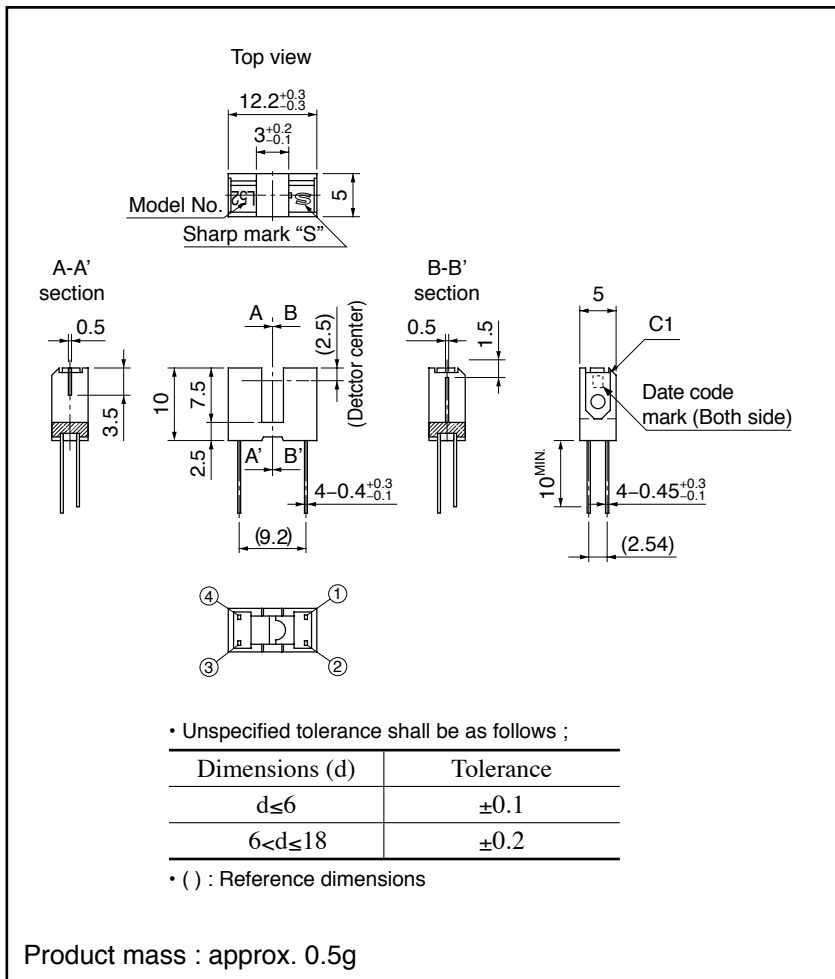 Top view
12.2+0.3−0.3
3+0.2−0.1
5
L52
S
Model No.
Sharp mark “S”
A-A’
section
B-B’
section
0.5
3.5
A B
10
7.5
2.5
(2.5)
(Detctor center)
A’ B’
4−0.4+0.3−0.1
(9.2)
0.5
1.5
5
C1
Date code
mark (Both side)
10MIN.
4−0.45+0.3−0.1
(2.54)
④ ①
③ ②
• Unspecified tolerance shall be as follows ;
Dimensions (d) Tolerance
d≤6 ±0.1
6<d≤18 ±0.2
• ( ) : Reference dimensions
Product mass : approx. 0.5g